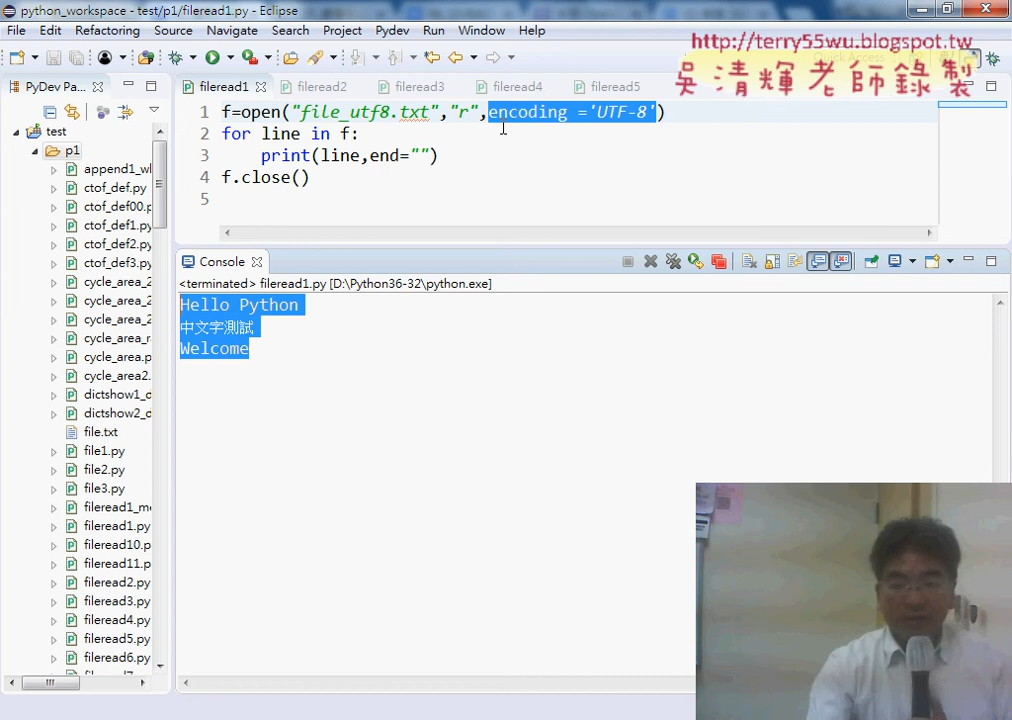 python_workspace - test/p1/fileread1.py - Eclipse
File Edit Refactoring Source Navigate Search Project Pydev Run Window Help
http://terry55wu.blogspot.tw
吳清輝老師錄製
Quick Access
PyDev Pa...
fileread1 fileread2 fileread3 fileread4 fileread5
test
p1
append1_wl
ctof_def.py
ctof_def00.p
ctof_def1.py
ctof_def2.py
ctof_def3.py
cycle_area_2
cycle_area_2
cycle_area_2
cycle_area_r
cycle_area.p
cycle_area2.
dictshow1_d
dictshow2_d
file.txt
file1.py
file2.py
file3.py
fileread1_m
fileread1.py
fileread10.p
fileread11.p
fileread2.py
fileread3.py
fileread4.py
fileread5.py
fileread6.py
1 f=open("file_utf8.txt","r",encoding ='UTF-8')
2 for line in f:
3 print(line,end="")
4 f.close()
5
Console
<terminated> fileread1.py [D:\Python36-32\python.exe]
Hello Python
中文字測試
Welcome